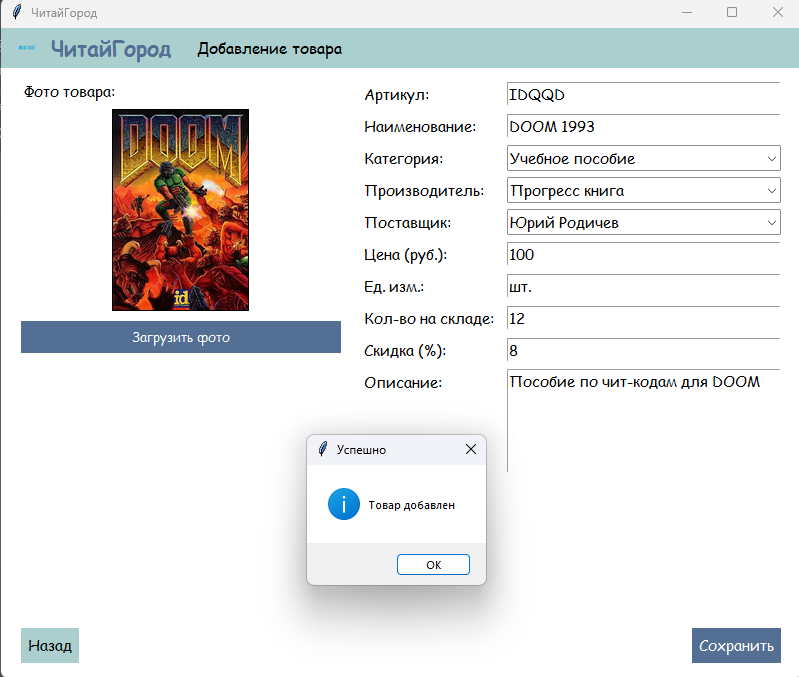 ЧитайГород
ЧитайГород Добавление товара
Фото товара:
DOOM
id
Загрузить фото
Артикул: IDQQD
Наименование: DOOM 1993
Категория: Учебное пособие
Производитель: Прогресс книга
Поставщик: Юрий Родичев
Цена (руб.): 100
Ед. изм.: шт.
Кол-во на складе: 12
Скидка (%): 8
Описание: Пособие по чит-кодам для DOOM
Успешно
Товар добавлен
ОК
Назад
Сохранить